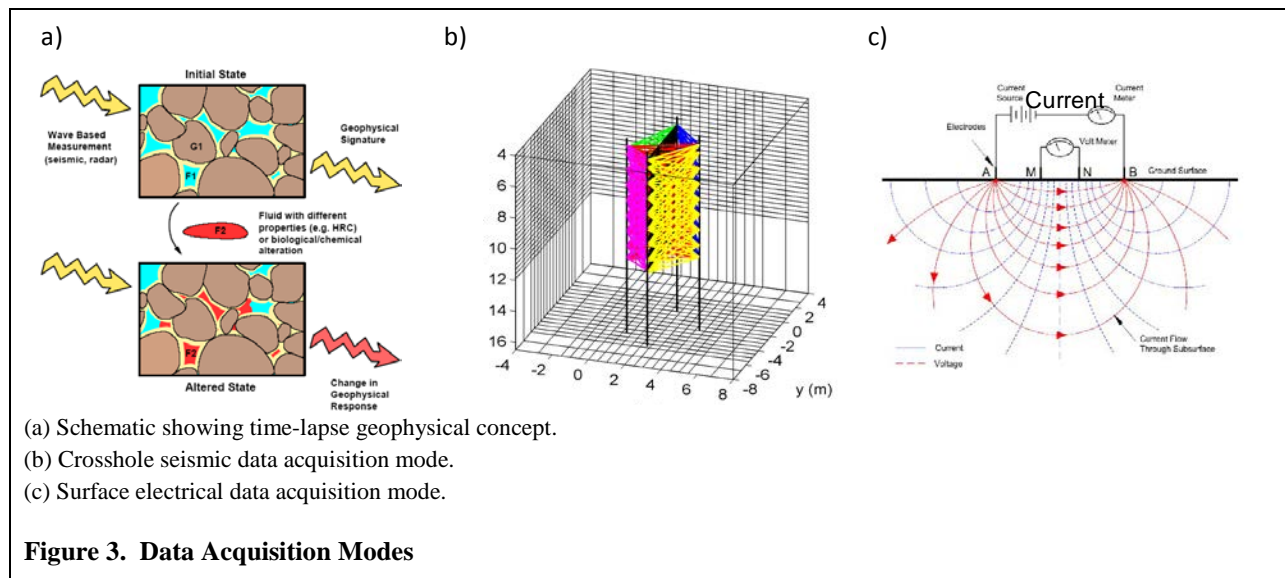 a)
Initial State
Wave Based
Measurement
(seismic, radar)
G1
F1
Geophysical
Signature
F2
Fluid with different
properties (e.g. HRC)
or biological/chemical
alteration
F2
Altered State
Change in
Geophysical
Response
b)
4
6
8
10
12
14
16
-4
-2
0
2
4
6
8
-8
-6
-4
-2
0
2
4
y (m)
c)
Current
Source
Current
Current
Meter
Electrodes
Volt Meter
A
M
N
B
Ground Surface
Current
Voltage
Current Flow
Through Subsurface
(a) Schematic showing time-lapse geophysical concept.
(b) Crosshole seismic data acquisition mode.
(c) Surface electrical data acquisition mode.
Figure 3. Data Acquisition Modes